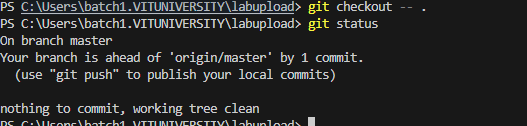 PS C:\Users\batch1.VITUNIVERSITY\labupload> git checkout -- .
PS C:\Users\batch1.VITUNIVERSITY\labupload> git status
On branch master
Your branch is ahead of 'origin/master' by 1 commit.
  (use "git push" to publish your local commits)

nothing to commit, working tree clean
PS C:\Users\batch1.VITUNIVERSITY\labupload>